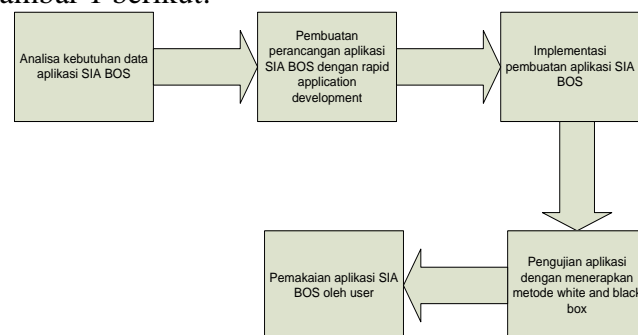 ambar 1 berikut.
Analisa kebutuhan data
aplikasi SIA BOS
Pembuatan
perancangan aplikasi
SIA BOS dengan rapid
application
development
Implementasi
pembuatan aplikasi SIA
BOS
Pengujian aplikasi
dengan menerapkan
metode white and black
box
Pemakaian aplikasi SIA
BOS oleh user